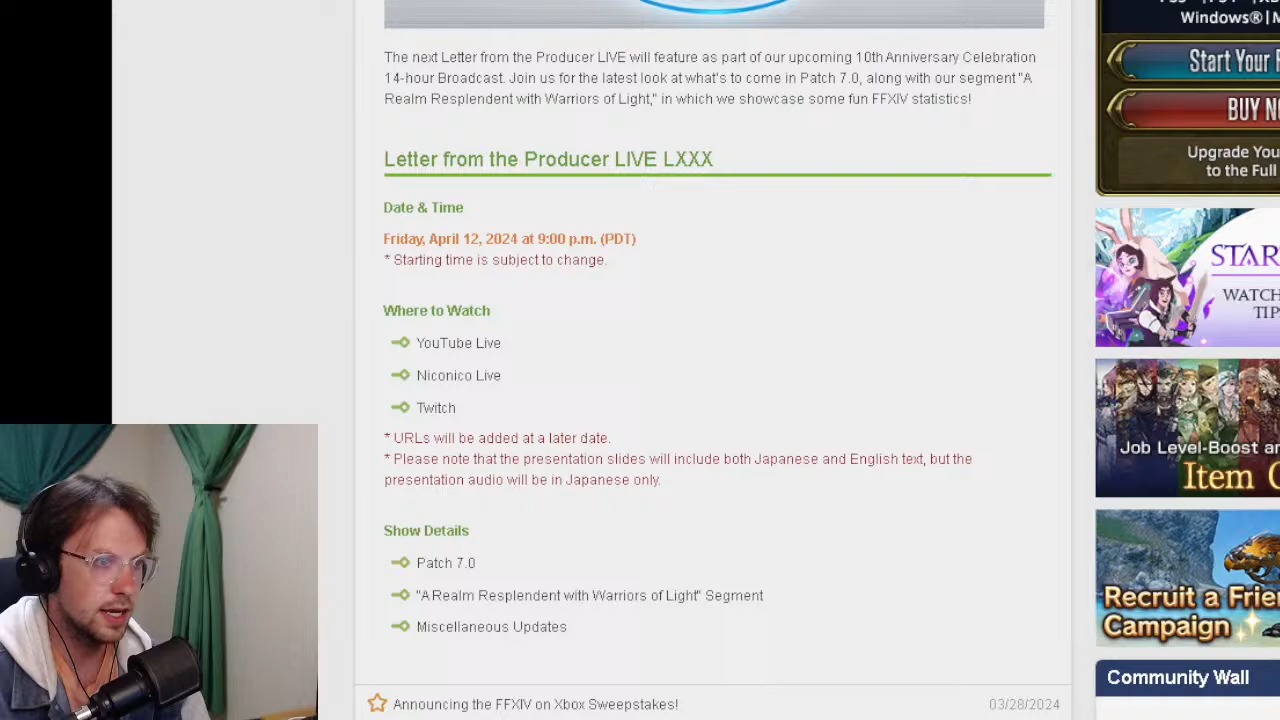 Windows®
Start Your
The next Letter from the Producer LIVE will feature as part of our upcoming 10th Anniversary Celebration
14-hour Broadcast. Join us for the latest look at what's to come in Patch 7.0, along with our segment "A
Realm Resplendent with Warriors of Light," in which we showcase some fun FFXIV statistics!
BUY
Upgrade You
to the Full
Letter from the Producer LIVE LXXX
Date & Time
Friday, April 12, 2024 at 9:00 p.m. (PDT)
* Starting time is subject to change.
STAR
WATCH
TIP
Where to Watch
YouTube Live
Niconico Live
Twitch
* URLs will be added at a later date.
* Please note that the presentation slides will include both Japanese and English text, but the
presentation audio will be in Japanese only.
Job Level-Boost an
Item
Show Details
Patch 7.0
"A Realm Resplendent with Warriors of Light" Segment
Miscellaneous Updates
Recruit a Frie
Campaign
Community Wall
Announcing the FFXIV on Xbox Sweepstakes!
03/28/2024